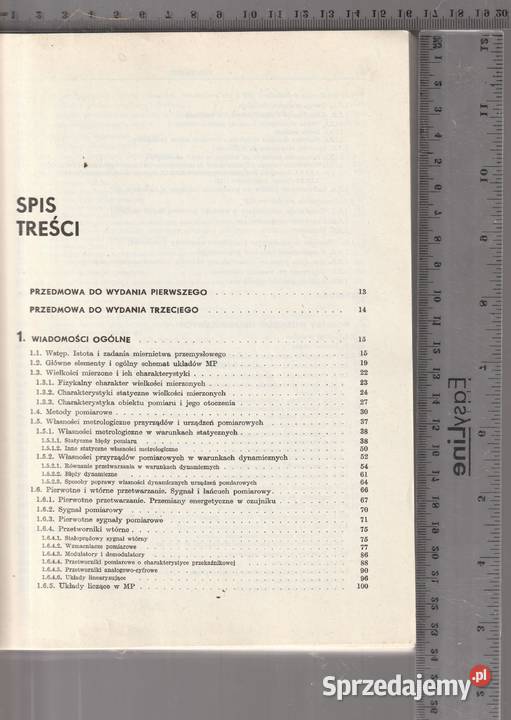 SPIS
TREŚCI
PRZEDMOWA DO WYDANIA PIERWSZEGO . . . 13
PRZEDMOWA DO WYDANIA TRZECIEGO . . . 14
1. WIADOMOŚCI OGÓLNE . . . 15
1.1. Wstęp. Istota i zadania miernictwa przemysłowego . . . 15
1.2. Główne elementy i ogólny schemat układów MP . . . 19
1.3. Wielkości mierzone i ich charakterystyki . . . 22
1.3.1. Fizykalny charakter wielkości mierzonych . . . 23
1.3.2. Charakterystyki statyczne wielkości mierzonych . . . 24
1.3.3. Charakterystyka obiektu pomiaru i jego otoczenia . . . 27
1.4. Metody pomiarowe . . . 30
1.5. Własności metrologiczne przyrządów i urządzeń pomiarowych . . . 37
1.5.1. Własności metrologiczne w warunkach statycznych . . . 38
1.5.1.1. Statyczne błędy pomiaru . . . 38
1.5.1.2. Inne statyczne własności metrologiczne . . . 50
1.5.2. Własności przyrządów pomiarowych w warunkach dynamicznych . . . 52
1.5.2.1. Równanie przetwarzania w warunkach dynamicznych . . . 54
1.5.2.2. Błędy dynamiczne . . . 61
1.5.2.3. Sposoby poprawy własności dynamicznych urządzeń pomiarowych . . . 64
1.6. Pierwotne i wtórne przetwarzanie. Sygnał i łańcuch pomiarowy . . . 66
1.6.1. Pierwotne przetwarzanie. Przemiany energetyczne w czujniku . . . 67
1.6.2. Sygnał pomiarowy . . . 70
1.6.3. Pierwotne sygnały pomiarowe . . . 71
1.6.4. Przetworniki wtórne . . . 75
1.6.4.1. Stałoprądowy sygnał wtórny . . . 75
1.6.4.2. Wzmacniacze pomiarowe . . . 77
1.6.4.3. Modulatory i demodulatory . . . 86
1.6.4.4. Przetworniki pomiarowe o charakterystyce przekaźnikowej . . . 88
1.6.4.5. Przetworniki analogowo-cyfrowe . . . 90
1.6.4.6. Układy linearyzujące . . . 96
1.6.5. Układy liczące w MP . . . 100
EasyFine
Sprzedajemy.pl